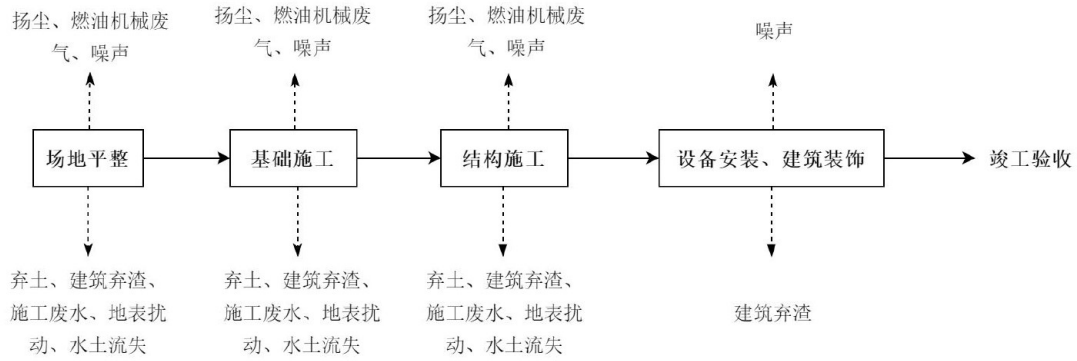 扬尘、燃油机械废
气、噪声
扬尘、燃油机械废
气、噪声
扬尘、燃油机械废
气、噪声
噪声
场地平整
基础施工
结构施工
设备安装、建筑装饰
竣工验收
弃土、建筑弃渣、
施工废水、地表扰
动、水土流失
弃土、建筑弃渣、
施工废水、地表扰
动、水土流失
弃土、建筑弃渣、
施工废水、地表扰
动、水土流失
建筑弃渣